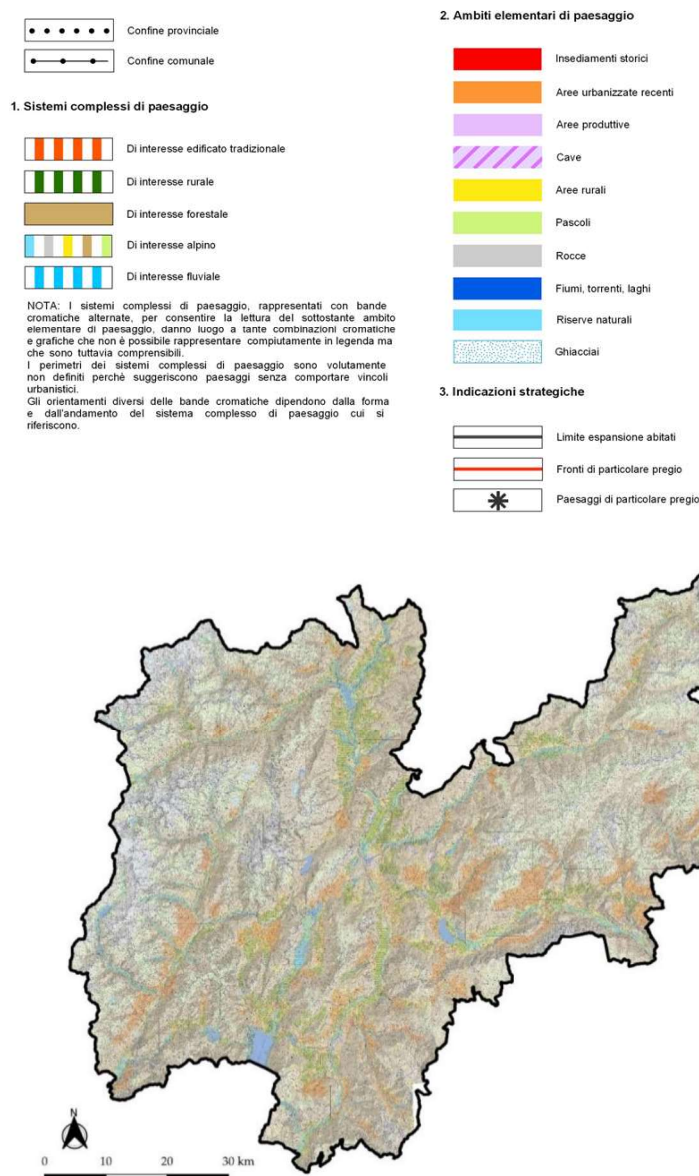 Confine provinciale
Confine comunale
1. Sistemi complessi di paesaggio
Di interesse edificato tradizionale
Di interesse rurale
Di interesse forestale
Di interesse alpino
Di interesse fluviale
NOTA: I sistemi complessi di paesaggio, rappresentati con bande
cromatiche alternate, per consentire la lettura del sottostante ambito
elementare di paesaggio, danno luogo a tante combinazioni cromatiche
e grafiche che non è possibile rappresentare compiutamente in legenda ma
che sono tuttavia comprensibili.
I perimetri dei sistemi complessi di paesaggio sono volutamente
non definiti perchè suggeriscono paesaggi senza comportare vincoli
urbanistici.
Gli orientamenti diversi delle bande cromatiche dipendono dalla forma
e dall'andamento del sistema complesso di paesaggio cui si
riferiscono.
2. Ambiti elementari di paesaggio
Insediamenti storici
Aree urbanizzate recenti
Aree produttive
Cave
Aree rurali
Pascoli
Rocce
Fiumi, torrenti, laghi
Riserve naturali
Ghiacciai
3. Indicazioni strategiche
Limite espansione abitati
Fronti di particolare pregio
Paesaggi di particolare pregio
N
0 10 20 30 km